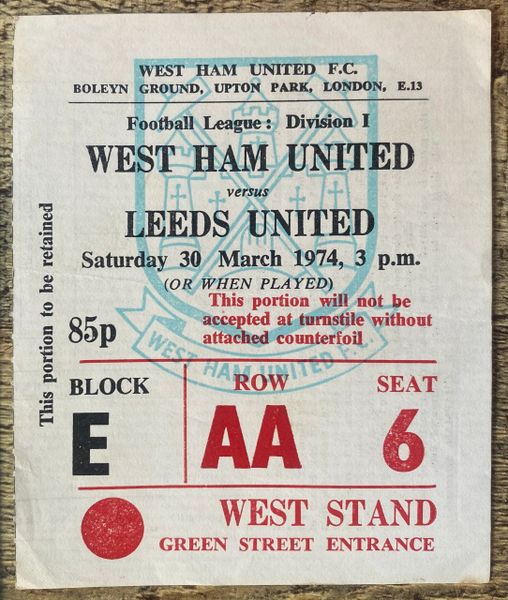 WEST HAM UNITED F.C.
BOLEYN GROUND, UPTON PARK, LONDON, E.13
Football League: Division I
WEST HAM UNITED
versus
LEEDS UNITED
Saturday 30 March 1974, 3 p.m.
(OR WHEN PLAYED)
This portion will not be
accepted at turnstile without
attached counterfoil
85p
This portion to be retained
WEST HAM UNITED F.C.
BLOCK
E
ROW
AA
SEAT
6
WEST STAND
GREEN STREET ENTRANCE